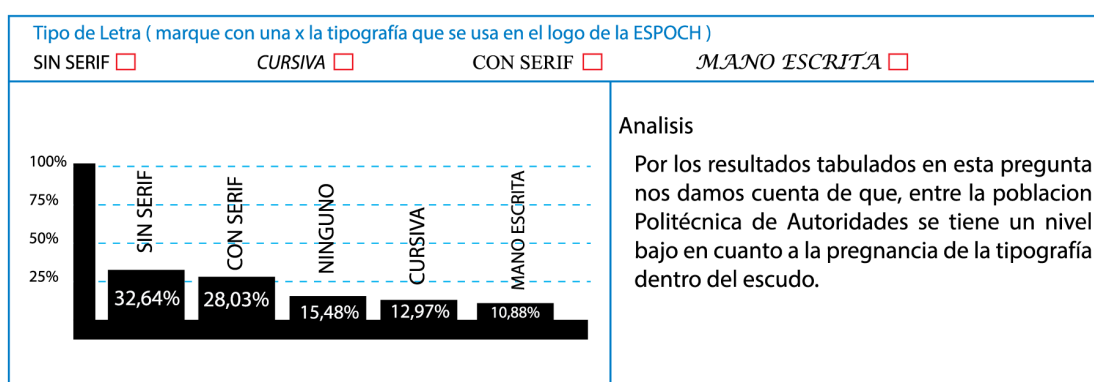 Tipo de Letra ( marque con una x la tipografía que se usa en el logo de la ESPOCH )
SIN SERIF CURSIVA CON SERIF MANO ESCRITA
100%
75%
50%
25%
SIN SERIF
CON SERIF
NINGUNO
CURSIVA
MANO ESCRITA
32,64%
28,03%
15,48%
12,97%
10,88%
Analisis
Por los resultados tabulados en esta pregunta
nos damos cuenta de que, entre la poblacion
Politécnica de Autoridades se tiene un nivel
bajo en cuanto a la pregnancia de la tipografía
dentro del escudo.